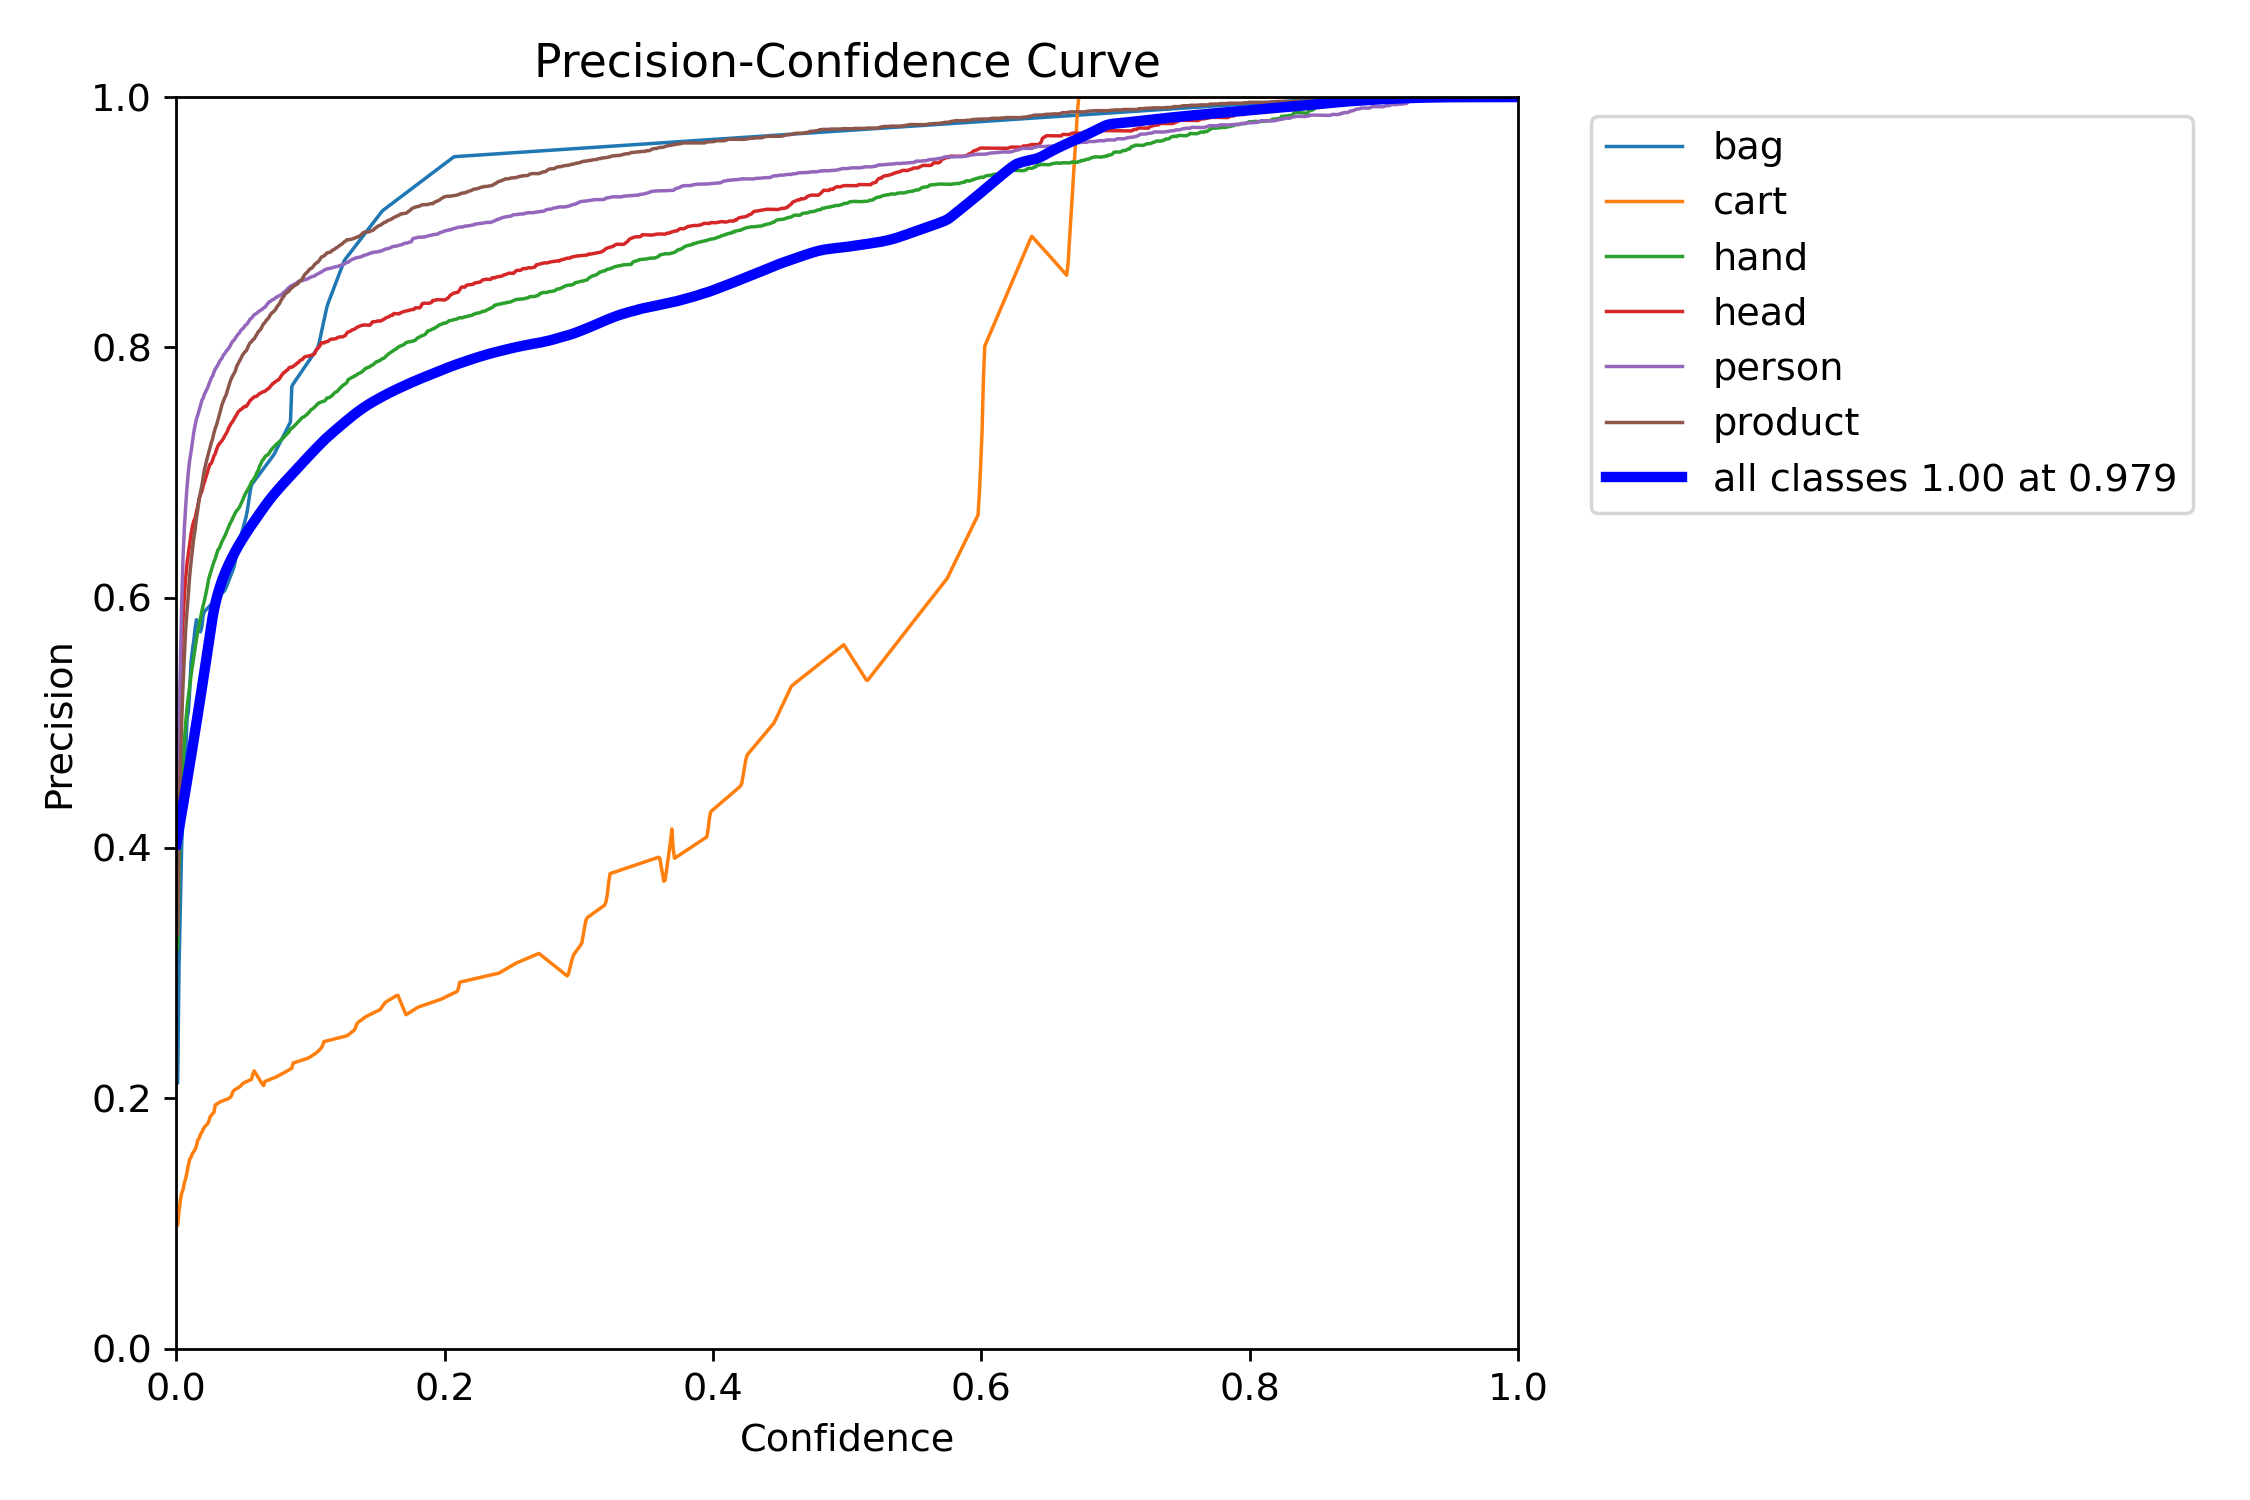 Precision-Confidence Curve
1.0
0.8
0.6
0.4
0.2
0.0
Precision
0.0 0.2 0.4 0.6 0.8 1.0
Confidence
bag
cart
hand
head
person
product
all classes 1.00 at 0.979